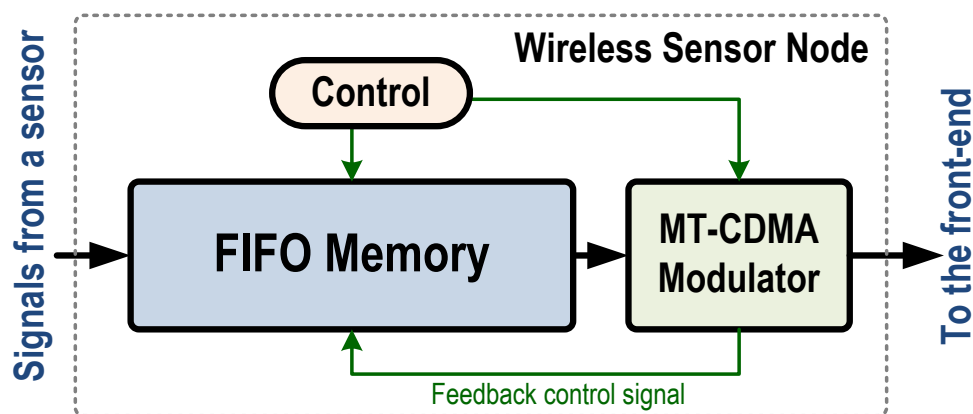 Wireless Sensor Node
Control
Signals from a sensor
FIFO Memory
MT-CDMA
Modulator
To the front-end
Feedback control signal